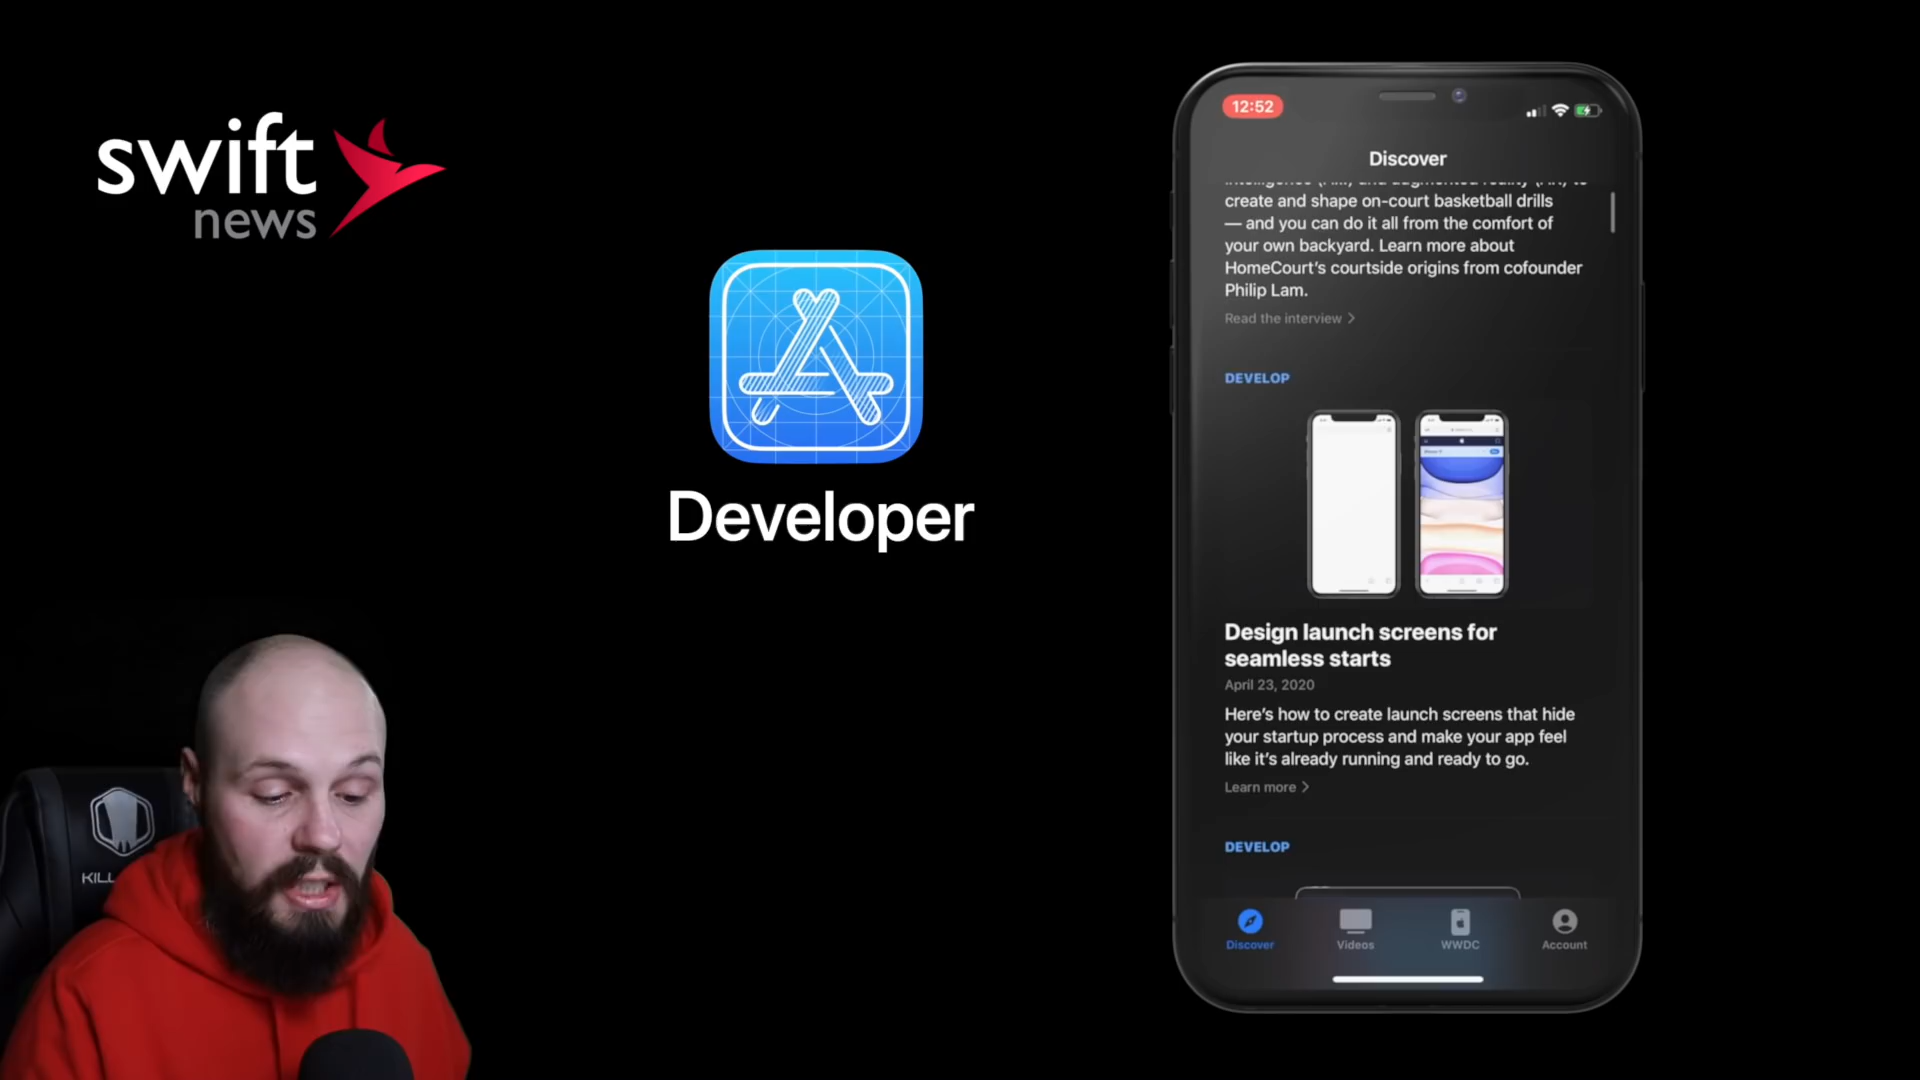 swift
news
Developer
KILL
12:52
Discover
create and shape on-court basketball drills
— and you can do it all from the comfort of
your own backyard. Learn more about
HomeCourt's courtside origins from cofounder
Philip Lam.
Read the interview >
DEVELOP
Design launch screens for
seamless starts
April 23, 2020
Here's how to create launch screens that hide
your startup process and make your app feel
like it's already running and ready to go.
Learn more >
DEVELOP
Discover
Videos
WWDC
Account